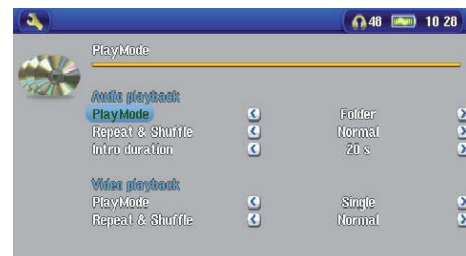 48 10 28
PlayMode
Audio playback
PlayMode Folder
Repeat & Shuffle Normal
Intro duration 20 s
Video playback
PlayMode Single
Repeat & Shuffle Normal